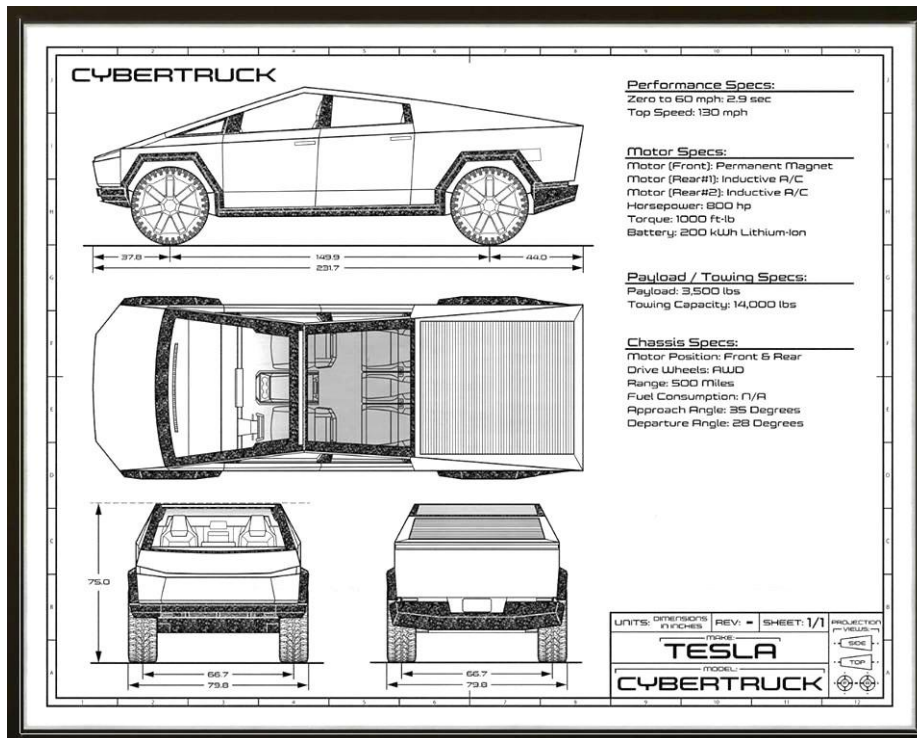 CYBERTRUCK
Performance Specs:
Zero to 60 mph: 2.9 sec
Top Speed: 130 mph
Motor Specs:
Motor (Front): Permanent Magnet
Motor (Rear#1): Inductive A/C
Motor (Rear#2): Inductive A/C
Horsepower: 800 hp
Torque: 1000 ft-lb
Battery: 200 kWh Lithium-Ion
Payload / Towing Specs:
Payload: 3,500 lbs
Towing Capacity: 14,000 lbs
Chassis Specs:
Motor Position: Front & Rear
Drive Wheels: AWD
Range: 500 Miles
Fuel Consumption: N/A
Approach Angle: 35 Degrees
Departure Angle: 28 Degrees
37.8 149.9 44.0
231.7
75.0
66.7
79.8
66.7
79.8
UNITS: DIMENSIONS IN INCHES REV: - SHEET: 1/1
MAKE:
TESLA
MODEL:
CYBERTRUCK
PROJECTION
VIEWS:
SIDE
TOP